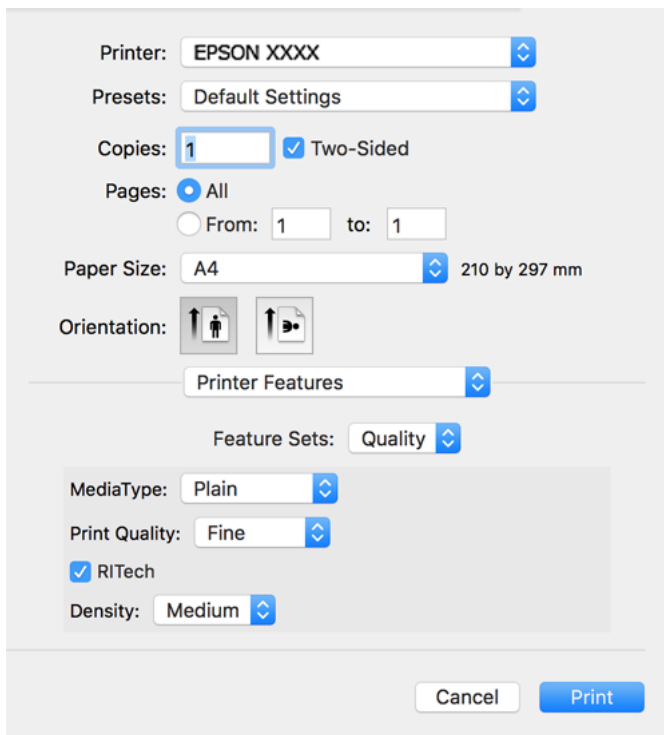 Printer: EPSON XXXX
Presets: Default Settings
Copies: 1 Two-Sided
Pages: All
From: 1 to: 1
Paper Size: A4 210 by 297 mm
Orientation:
Printer Features
Feature Sets: Quality
MediaType: Plain
Print Quality: Fine
RITech
Density: Medium
Cancel Print